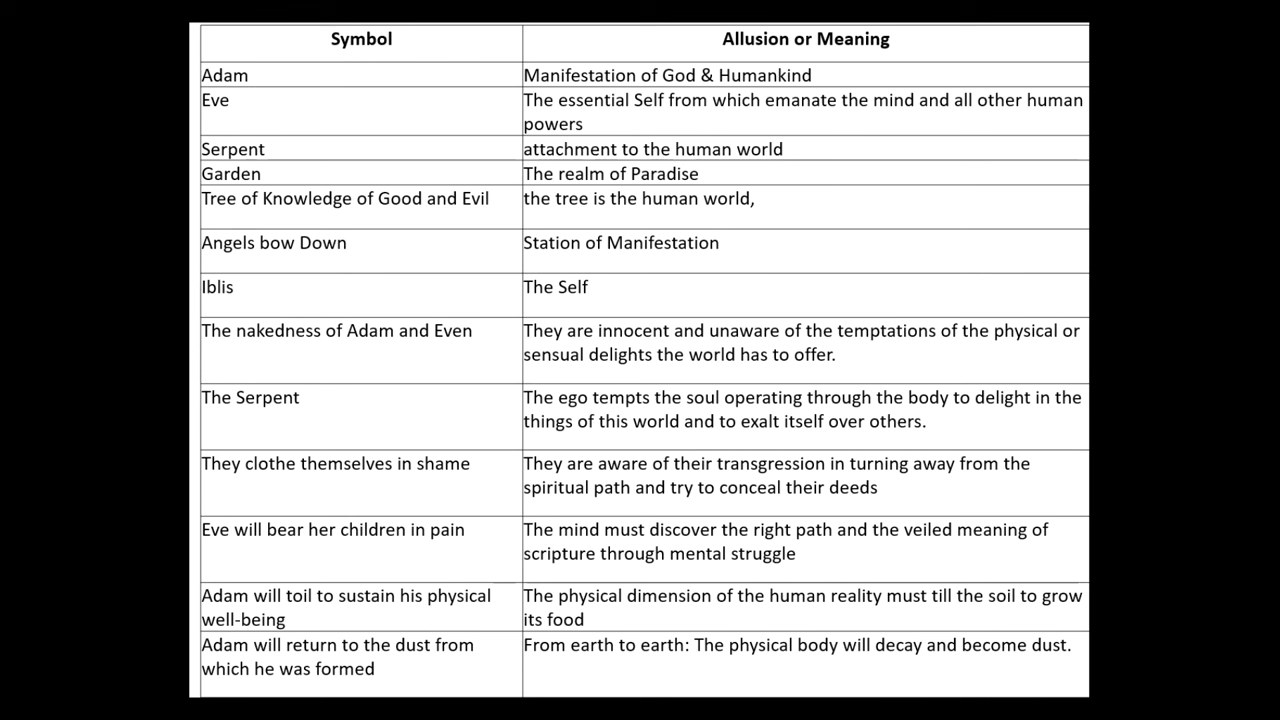 Symbol
Allusion or Meaning
Adam
Manifestation of God & Humankind
Eve
The essential Self from which emanate the mind and all other human
powers
Serpent
attachment to the human world
Garden
The realm of Paradise
Tree of Knowledge of Good and Evil
the tree is the human world,
Angels bow Down
Station of Manifestation
Iblis
The Self
The nakedness of Adam and Even
They are innocent and unaware of the temptations of the physical or
sensual delights the world has to offer.
The Serpent
The ego tempts the soul operating through the body to delight in the
things of this world and to exalt itself over others.
They clothe themselves in shame
They are aware of their transgression in turning away from the
spiritual path and try to conceal their deeds
Eve will bear her children in pain
The mind must discover the right path and the veiled meaning of
scripture through mental struggle
Adam will toil to sustain his physical
well-being
The physical dimension of the human reality must till the soil to grow
its food
Adam will return to the dust from
which he was formed
From earth to earth: The physical body will decay and become dust.